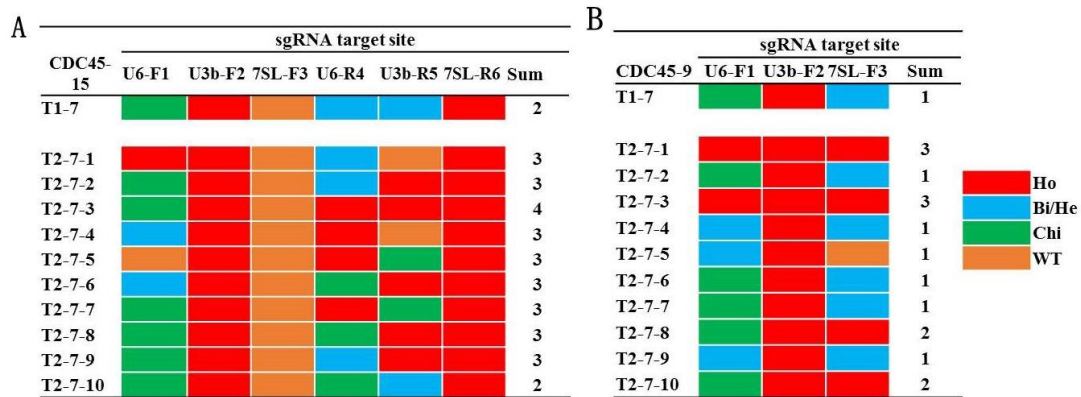 A
sgRNA target site
CDC45-15 U6-F1 U3b-F2 7SL-F3 U6-R4 U3b-R5 7SL-R6 Sum
T1-7 2
T2-7-1 3
T2-7-2 3
T2-7-3 4
T2-7-4 3
T2-7-5 3
T2-7-6 3
T2-7-7 3
T2-7-8 3
T2-7-9 3
T2-7-10 2
B
sgRNA target site
CDC45-9 U6-F1 U3b-F2 7SL-F3 Sum
T1-7 1
T2-7-1 3
T2-7-2 1
T2-7-3 3
T2-7-4 1
T2-7-5 1
T2-7-6 1
T2-7-7 1
T2-7-8 2
T2-7-9 1
T2-7-10 2
Ho
Bi/He
Chi
WT